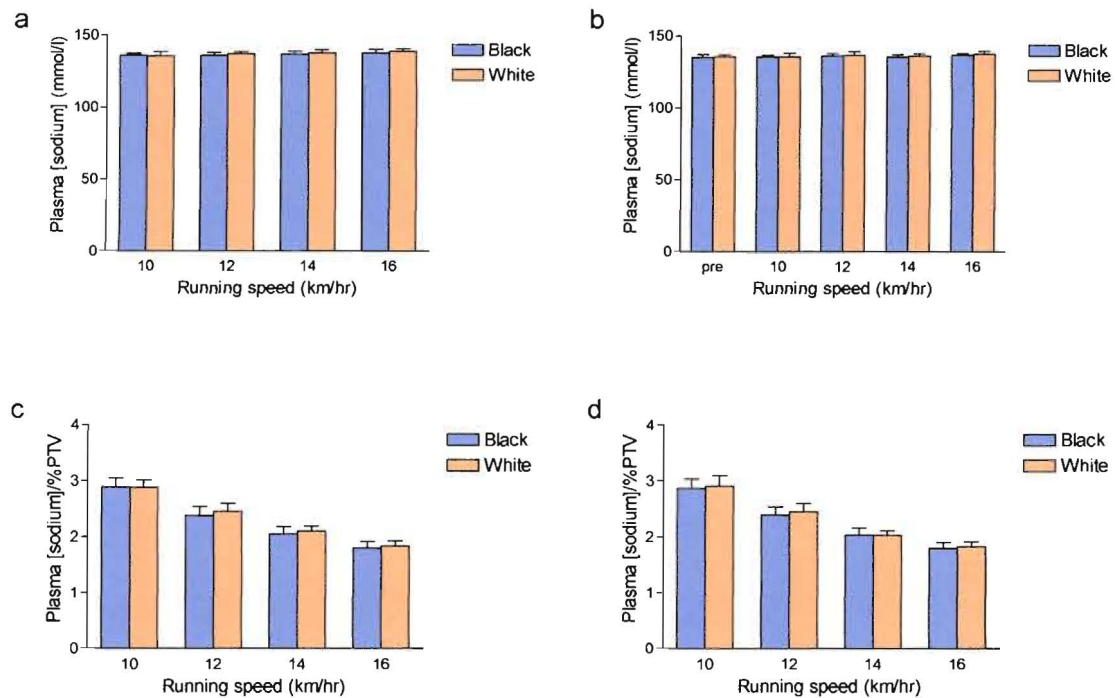 a
Plasma [sodium] (mmol/l)
150
100
50
0
10 12 14 16
Running speed (km/hr)
Black
White
b
Plasma [sodium] (mmol/l)
150
100
50
0
pre 10 12 14 16
Running speed (km/hr)
Black
White
c
Plasma [sodium]/%PTV
4
3
2
1
0
10 12 14 16
Running speed (km/hr)
Black
White
d
Plasma [sodium]/%PTV
4
3
2
1
0
10 12 14 16
Running speed (km/hr)
Black
White